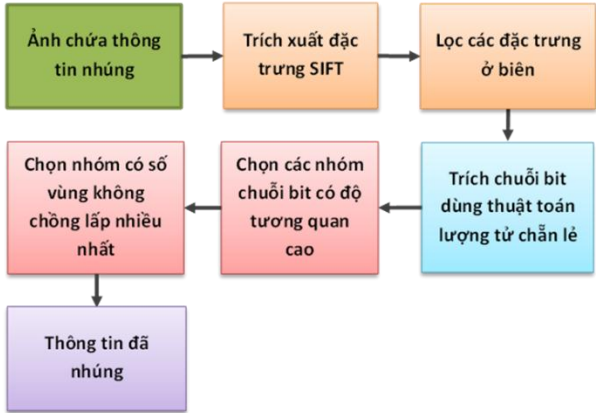 Ảnh chứa thông
tin nhúng
Trích xuất đặc
trưng SIFT
Lọc các đặc trưng
ở biên
Trích chuỗi bit
dùng thuật toán
lượng tử chẵn lẻ
Chọn các nhóm
chuỗi bit có độ
tương quan
cao
Chọn nhóm có số
vùng không
chồng lấp nhiều
nhất
Thông tin đã
nhúng